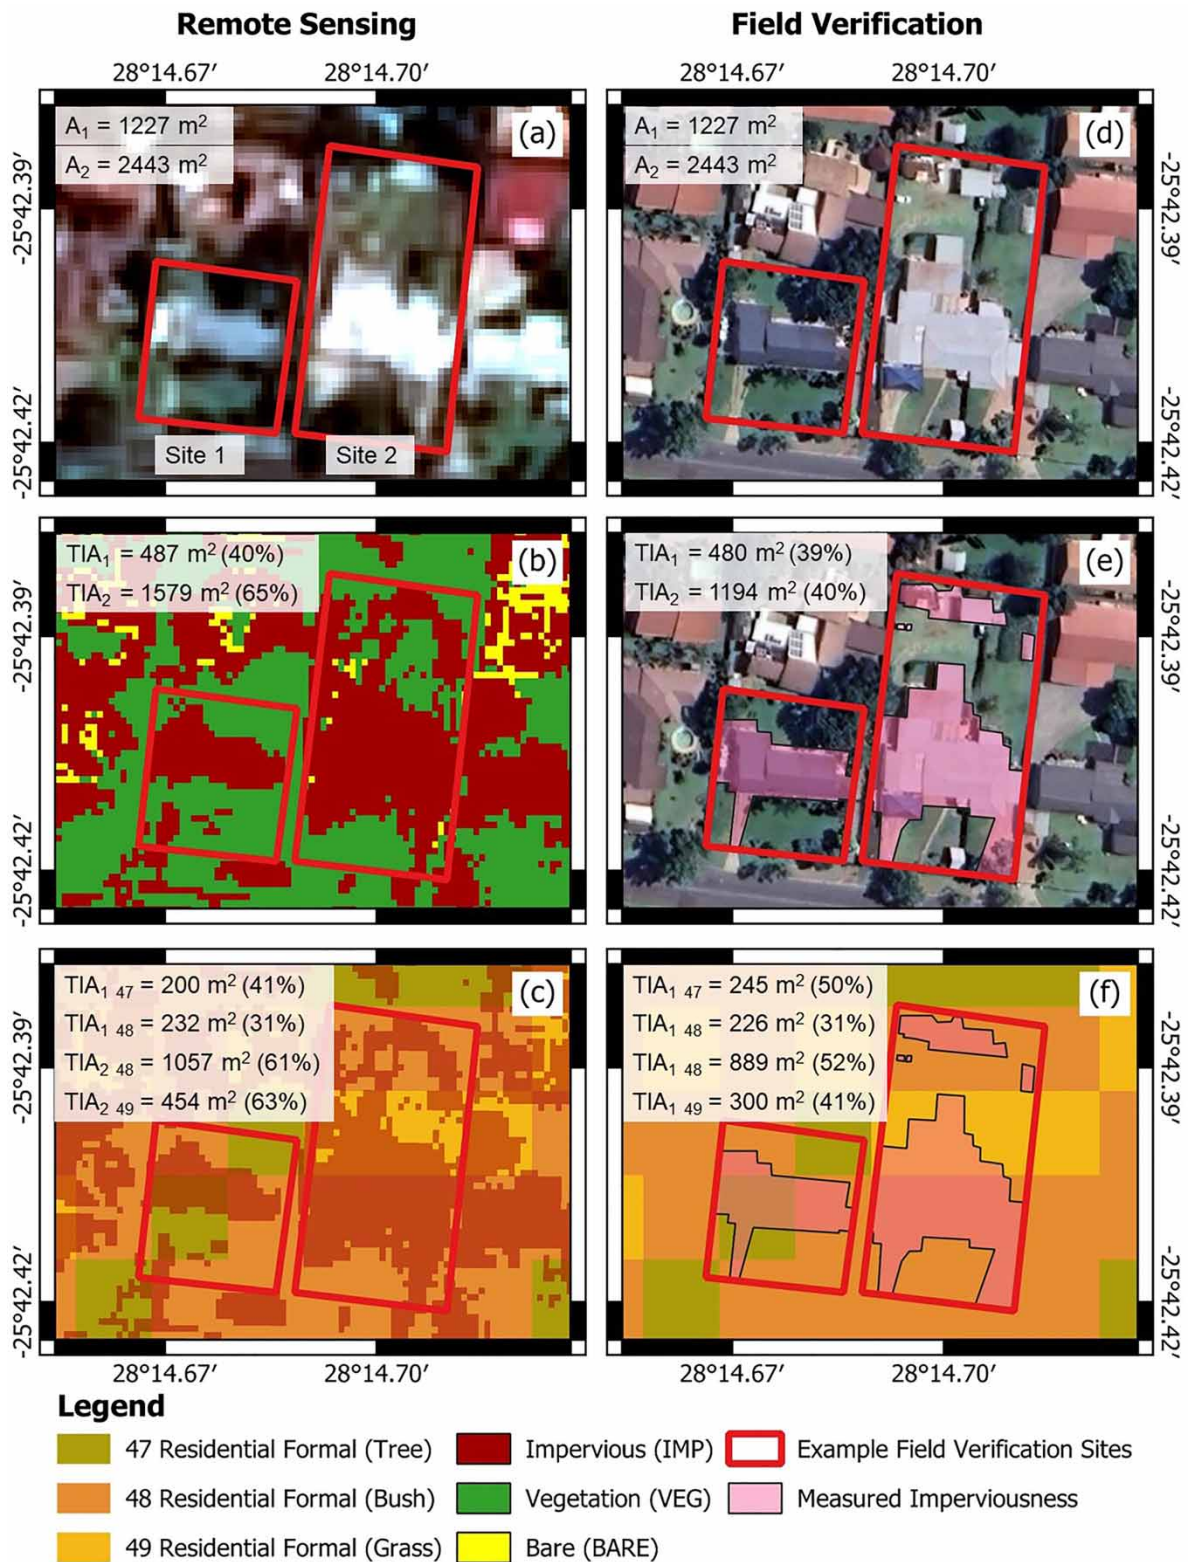 Remote Sensing
Field Verification
28°14.67′ 28°14.70′
28°14.67′ 28°14.70′
A1 = 1227 m²
A2 = 2443 m²
(a)
-25°42.39′
-25°42.42′
Site 1
Site 2
A1 = 1227 m²
A2 = 2443 m²
(d)
-25°42.39′
-25°42.42′
TIA1 = 487 m² (40%)
TIA2 = 1579 m² (65%)
(b)
-25°42.39′
-25°42.42′
TIA1 = 480 m² (39%)
TIA2 = 1194 m² (40%)
(e)
-25°42.39′
-25°42.42′
TIA1 47 = 200 m² (41%)
TIA1 48 = 232 m² (31%)
TIA2 48 = 1057 m² (61%)
TIA2 49 = 454 m² (63%)
(c)
-25°42.39′
-25°42.42′
TIA1 47 = 245 m² (50%)
TIA1 48 = 226 m² (31%)
TIA1 48 = 889 m² (52%)
TIA1 49 = 300 m² (41%)
(f)
-25°42.39′
-25°42.42′
28°14.67′ 28°14.70′
28°14.67′ 28°14.70′
Legend
47 Residential Formal (Tree)
48 Residential Formal (Bush)
49 Residential Formal (Grass)
Impervious (IMP)
Vegetation (VEG)
Bare (BARE)
Example Field Verification Sites
Measured Imperviousness